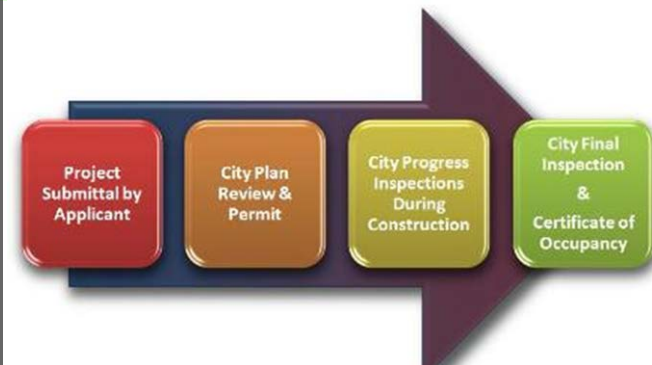 Project
Submittal by
Applicant
City Plan
Review &
Permit
City Progress
Inspections
During
Construction
City Final
Inspection
&
Certificate of
Occupancy